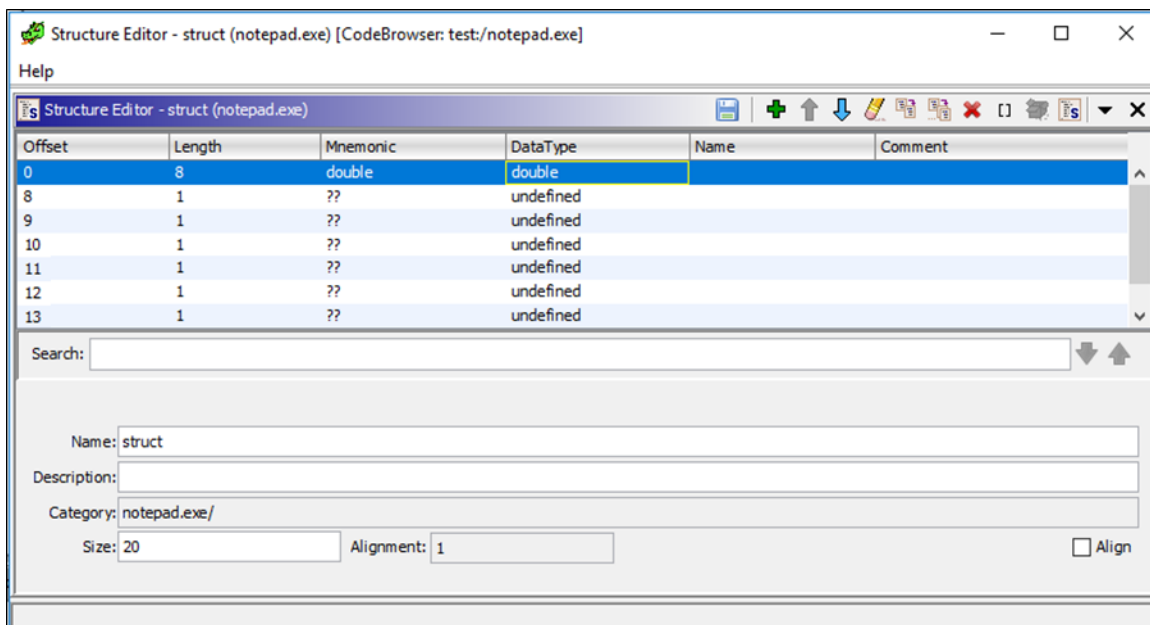 Structure Editor - struct (notepad.exe) [CodeBrowser: test:/notepad.exe]
Help
Structure Editor - struct (notepad.exe)
Offset Length Mnemonic DataType Name Comment
0 8 double double
8 1 ?? undefined
9 1 ?? undefined
10 1 ?? undefined
11 1 ?? undefined
12 1 ?? undefined
13 1 ?? undefined
Search:
Name: struct
Description:
Category: notepad.exe/
Size: 20 Alignment: 1 Align